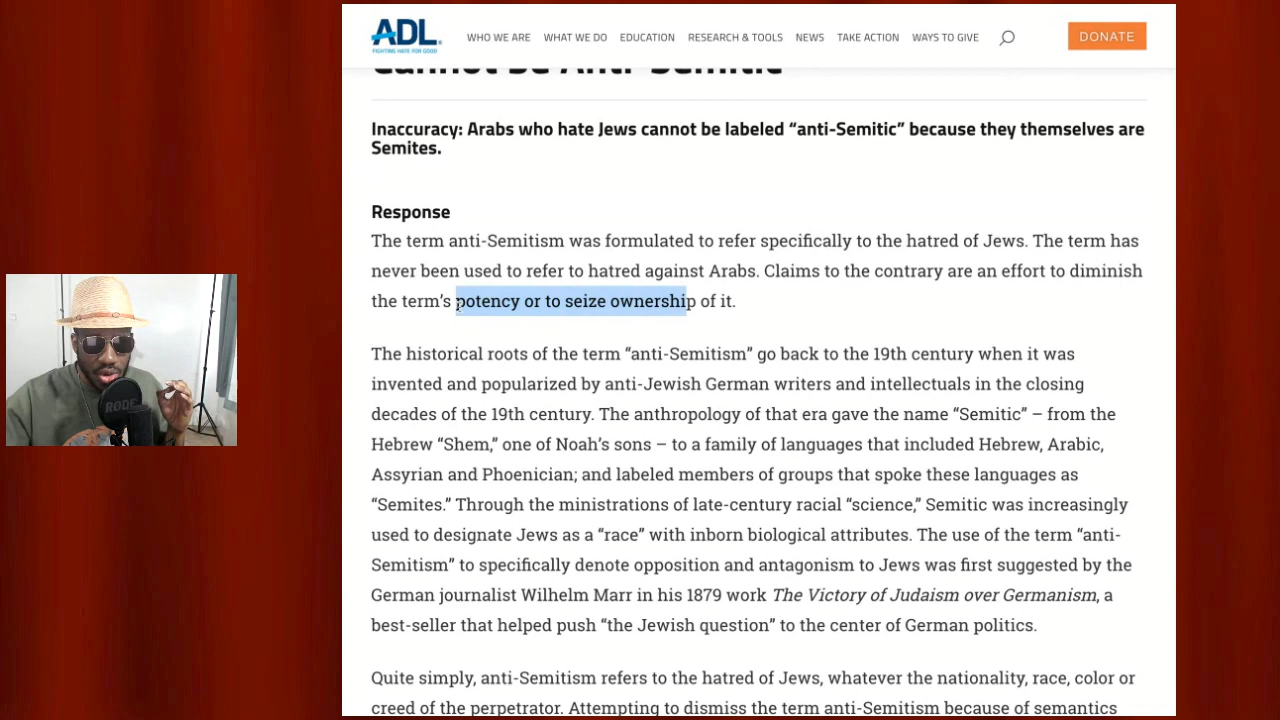 ADL
FIGHTING HATE FOR GOOD
WHO WE ARE WHAT WE DO EDUCATION RESEARCH & TOOLS NEWS TAKE ACTION WAYS TO GIVE
DONATE
Cannot Be Anti-Semitic
Inaccuracy: Arabs who hate Jews cannot be labeled “anti-Semitic” because they themselves are
Semites.
Response
The term anti-Semitism was formulated to refer specifically to the hatred of Jews. The term has
never been used to refer to hatred against Arabs. Claims to the contrary are an effort to diminish
the term’s potency or to seize ownership of it.
The historical roots of the term “anti-Semitism” go back to the 19th century when it was
invented and popularized by anti-Jewish German writers and intellectuals in the closing
decades of the 19th century. The anthropology of that era gave the name “Semitic” – from the
Hebrew “Shem,” one of Noah’s sons – to a family of languages that included Hebrew, Arabic,
Assyrian and Phoenician; and labeled members of groups that spoke these languages as
“Semites.” Through the ministrations of late-century racial “science,” Semitic was increasingly
used to designate Jews as a “race” with inborn biological attributes. The use of the term “anti-
Semitism” to specifically denote opposition and antagonism to Jews was first suggested by the
German journalist Wilhelm Marr in his 1879 work The Victory of Judaism over Germanism, a
best-seller that helped push “the Jewish question” to the center of German politics.
Quite simply, anti-Semitism refers to the hatred of Jews, whatever the nationality, race, color or
creed of the perpetrator. Attempting to dismiss the term anti-Semitism because of semantics
RODE